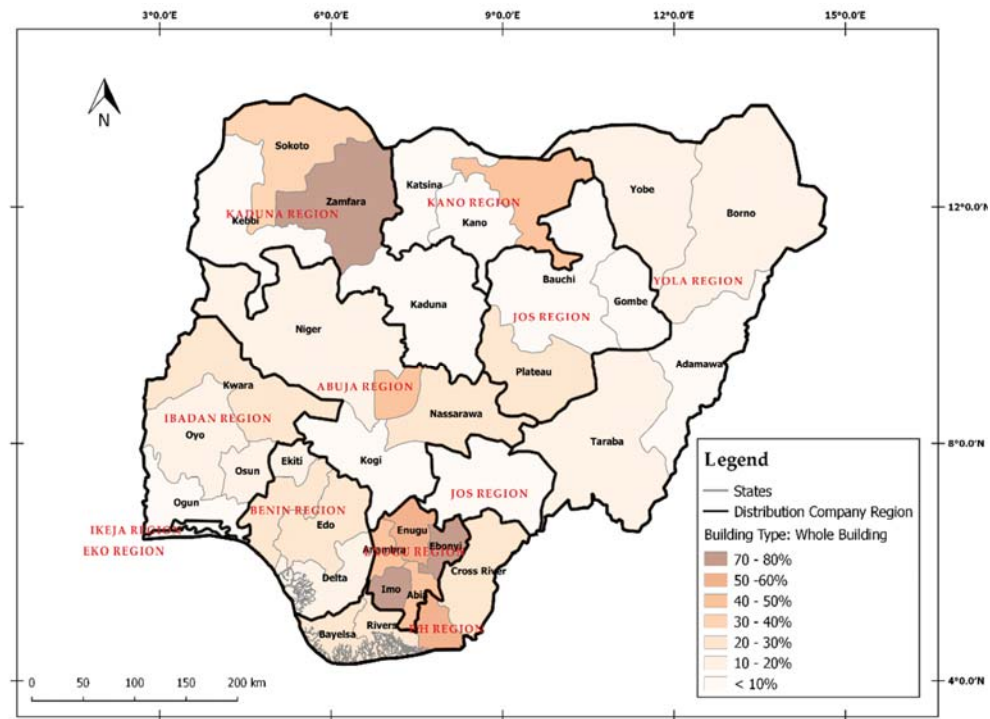 3°0.0'E 6°0.0'E 9°0.0'E 12°0.0'E 15°0.0'E
N
Sokoto
Zamfara
Katsina
Yobe
KANO REGION
Borno
12°0.0'N
KADUNA REGION
Kebbi
Kano
Bauchi
YOLA REGION
Kaduna
Gombe
JOS REGION
Niger
Adamawa
Plateau
Kwara
ABUJA REGION
Nassarawa
IBADAN REGION
Oyo
Taraba
8°0.0'N
Kogi
Ekiti
Osun
JOS REGION
Ogun
BENIN REGION
Edo
Enugu
IKEJA REGION
EKO REGION
Ebonyi
Cross River
Delta
Imo
Abia
Rivers
Bayelsa
PH REGION
4°0.0'N
0 50 100 150 200 km
Legend
States
Distribution Company Region
Building Type: Whole Building
70 - 80%
50 -60%
40 - 50%
30 - 40%
20 - 30%
10 - 20%
< 10%